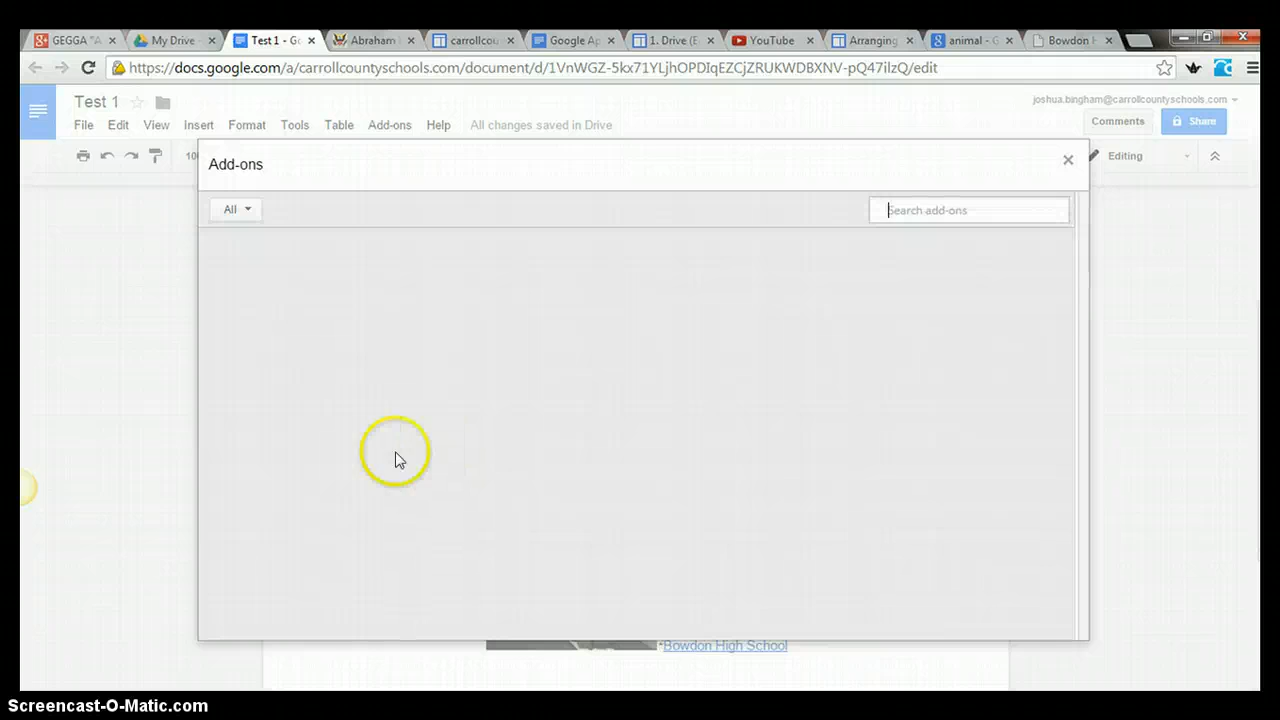 GEGGA "A
My Drive
Test 1 - Go
Abraham
carrollcou
Google Ap
1. Drive (E
YouTube
Arranging
animal - G
Bowdon H
https://docs.google.com/a/carrollcountyschools.com/document/d/1VnWGZ-5kx71YLjhOPDIqEZCjZRUKWDBXNV-pQ47ilzQ/edit
Test 1
joshua.bingham@carrollcountyschools.com
File Edit View Insert Format Tools Table Add-ons Help All changes saved in Drive
Comments
Share
10
Editing
Add-ons
All
Search add-ons
Bowdon High School
Screencast-O-Matic.com